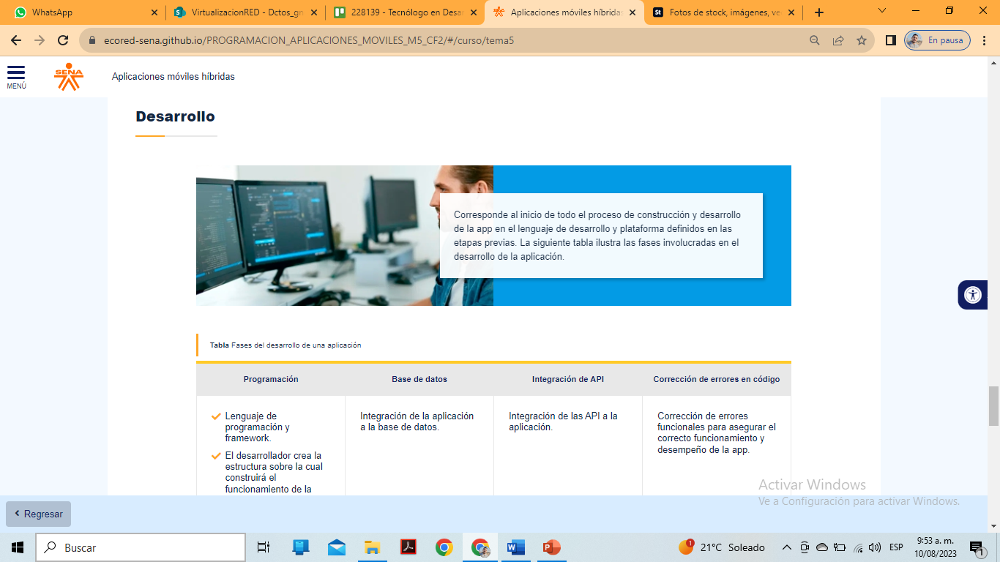 WhatsApp
VirtualizacionRED - Dctos_gn
228139 - Tecnólogo en Desar
Aplicaciones móviles híbridas
St
Fotos de stock, imágenes, ve
ecored-sena.github.io/PROGRAMACION_APLICACIONES_MOVILES_M5_CF2/#/curso/tema5
En pausa
MENÚ
SENA
Aplicaciones móviles híbridas
Desarrollo
Corresponde al inicio de todo el proceso de construcción y desarrollo
de la app en el lenguaje de desarrollo y plataforma definidos en las
etapas previas. La siguiente tabla ilustra las fases involucradas en el
desarrollo de la aplicación.
Tabla Fases del desarrollo de una aplicación
Programación
Base de datos
Integración de API
Corrección de errores en código
Lenguaje de
programación y
framework.
El desarrollador crea la
estructura sobre la cual
construirá el
funcionamiento de la
Integración de la aplicación
a la base de datos.
Integración de las API a la
aplicación.
Corrección de errores
funcionales para asegurar el
correcto funcionamiento y
desempeño de la app.
Activar Windows
Ve a Configuración para activar Windows.
Regresar
Buscar
1
21°C Soleado
ESP
9:53 a. m.
10/08/2023
1